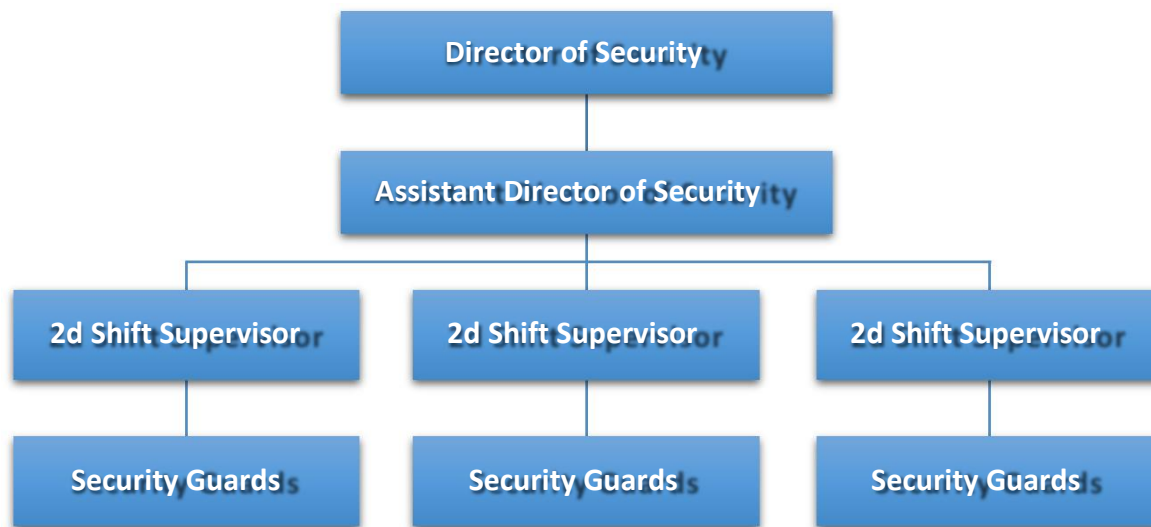 Director of Security
Assistant Director of Security
2d Shift Supervisor
2d Shift Supervisor
2d Shift Supervisor
Security Guards
Security Guards
Security Guards